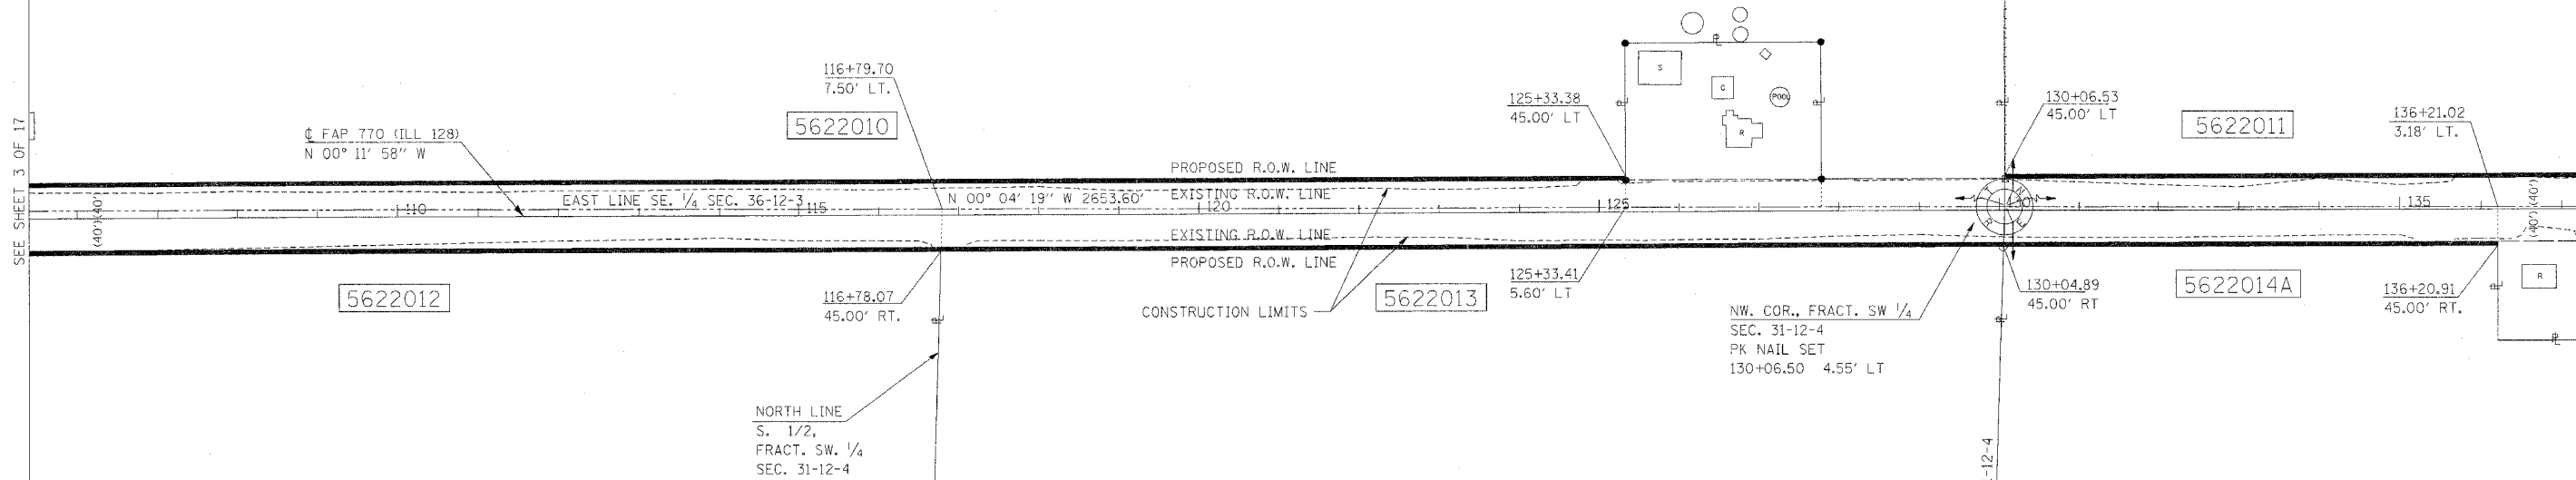 SEE SHEET 3 OF 17
℄ FAP 770 (ILL 128)
N 00° 11' 58" W
116+79.70
7.50' LT.
5622010
PROPOSED R.O.W. LINE
EXISTING R.O.W. LINE
EAST LINE SE. 1/4 SEC. 36-12-3
N 00° 04' 19" W 2653.60'
(40')
(40')
110
115
120
125
135
EXISTING R.O.W. LINE
PROPOSED R.O.W. LINE
5622012
116+78.07
45.00' RT.
NORTH LINE
S. 1/2,
FRACT. SW. 1/4
SEC. 31-12-4
CONSTRUCTION LIMITS
5622013
125+33.38
45.00' LT
125+33.41
5.60' LT
S
G
POOL
R
℄
130+06.53
45.00' LT
5622011
136+21.02
3.18' LT.
NW. COR., FRACT. SW 1/4
SEC. 31-12-4
PK NAIL SET
130+06.50 4.55' LT
130+04.89
45.00' RT
5622014A
136+20.91
45.00' RT.
(40')
(40')
R
-12-4